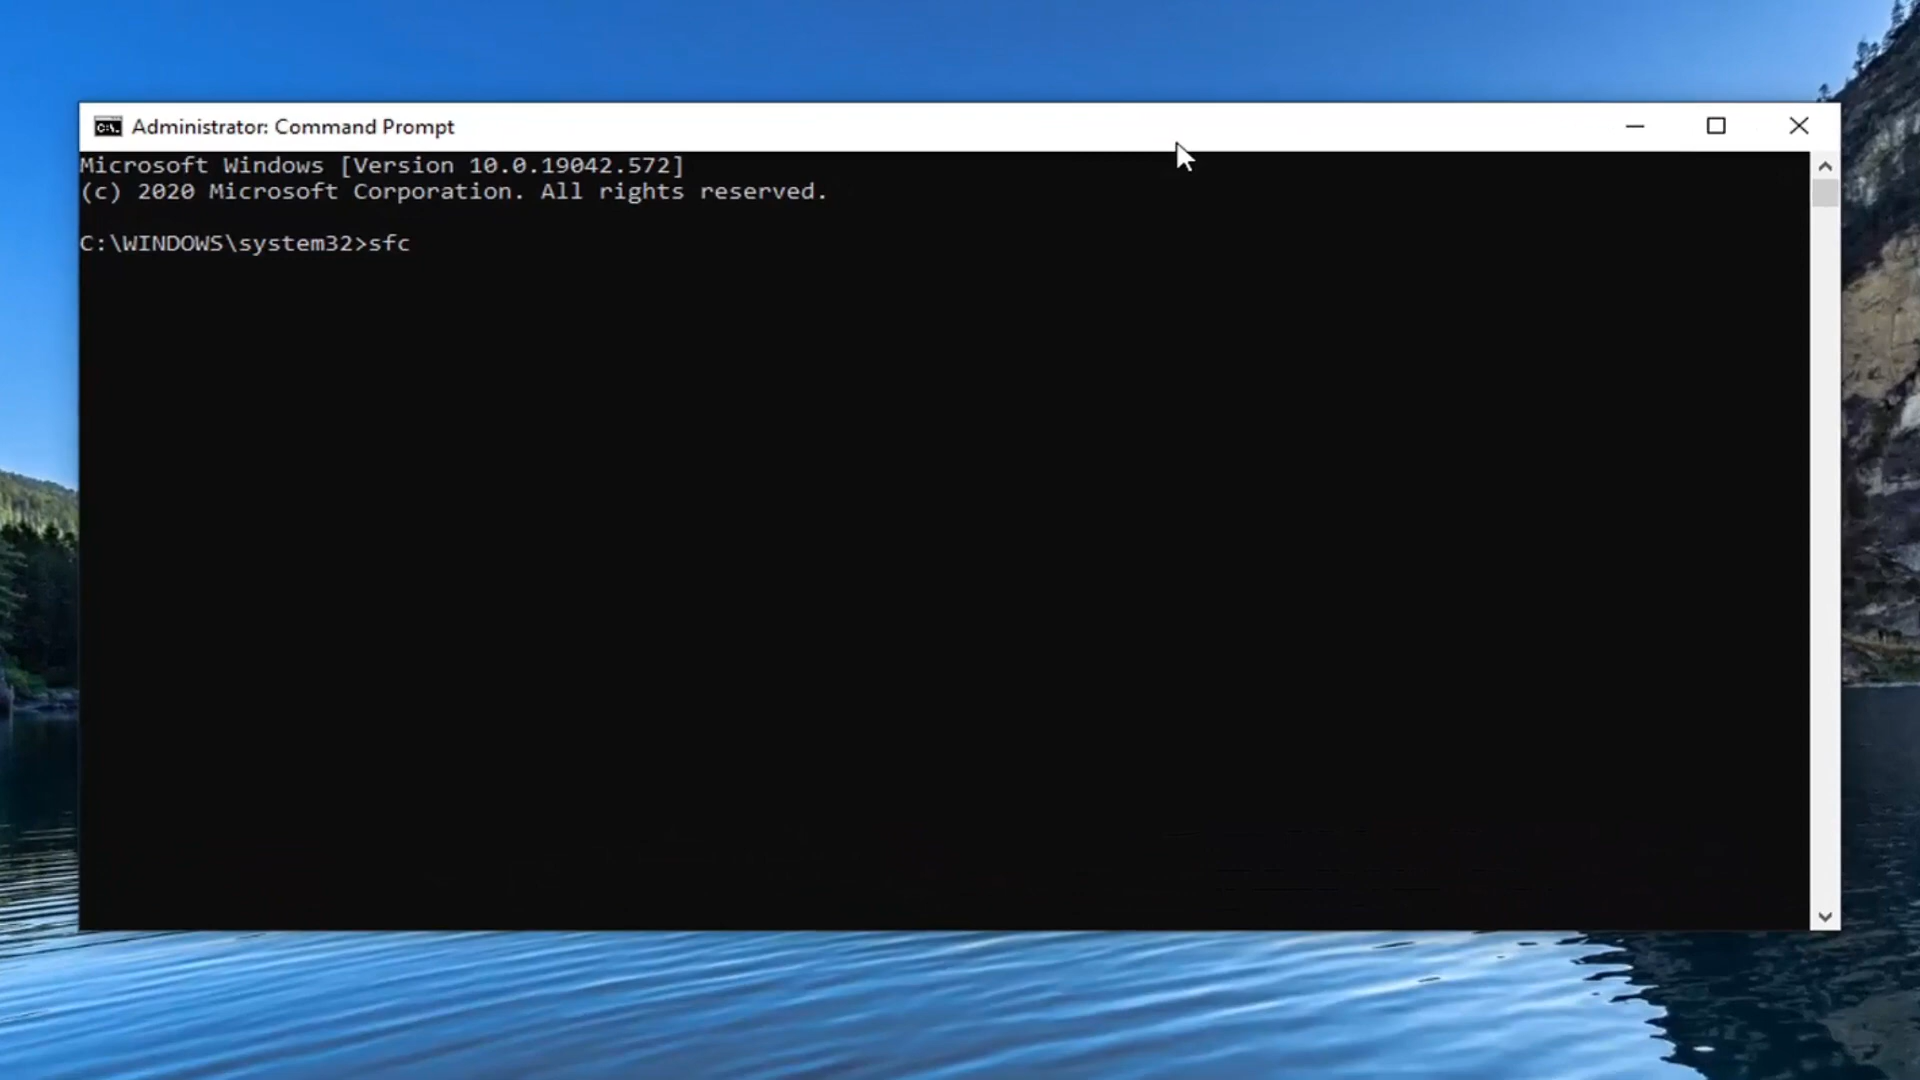 Administrator: Command Prompt
Microsoft Windows [Version 10.0.19042.572]
(c) 2020 Microsoft Corporation. All rights reserved.
C:\WINDOWS\system32>sfc